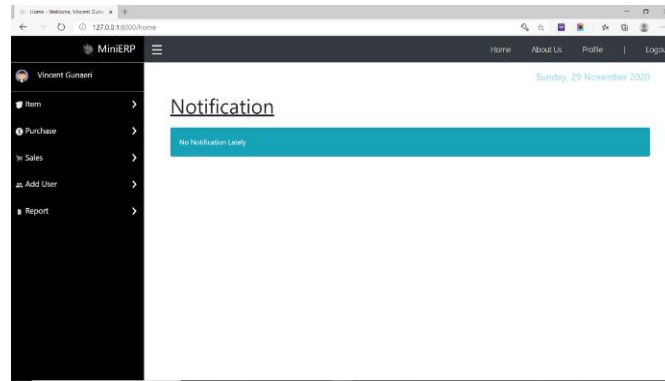 Home - Welcome, Vincent Guna
127.0.0.1:8000/home
MiniERP
Home About Us Profile | Logou
Vincent Gunaeri
Sunday, 29 November 2020
Item
Notification
Purchase
No Notification Lately
Sales
Add User
Report